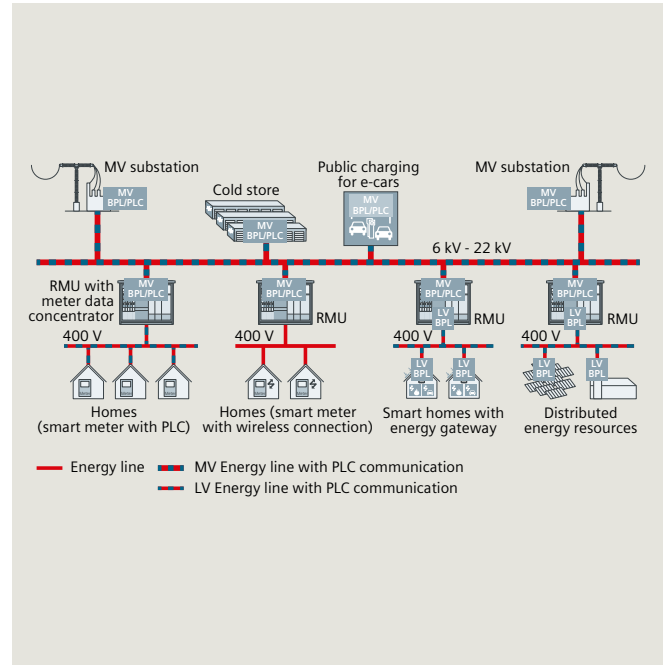 MV substation
MV
BPL/PLC
Cold store
MV
BPL/PLC
Public charging
for e-cars
MV
BPL/PLC
MV substation
MV
BPL/PLC
6 kV - 22 kV
RMU with
meter data
concentrator
MV
BPL/PLC
MV
BPL/PLC
RMU
MV
BPL/PLC
LV
BPL
RMU
MV
BPL/PLC
LV
BPL
RMU
400 V
400 V
400 V
400 V
LV
BPL
LV
BPL
LV
BPL
LV
BPL
Homes
(smart meter with PLC)
Homes (smart meter
with wireless connection)
Smart homes with
energy gateway
Distributed
energy resources
Energy line
MV Energy line with PLC communication
LV Energy line with PLC communication